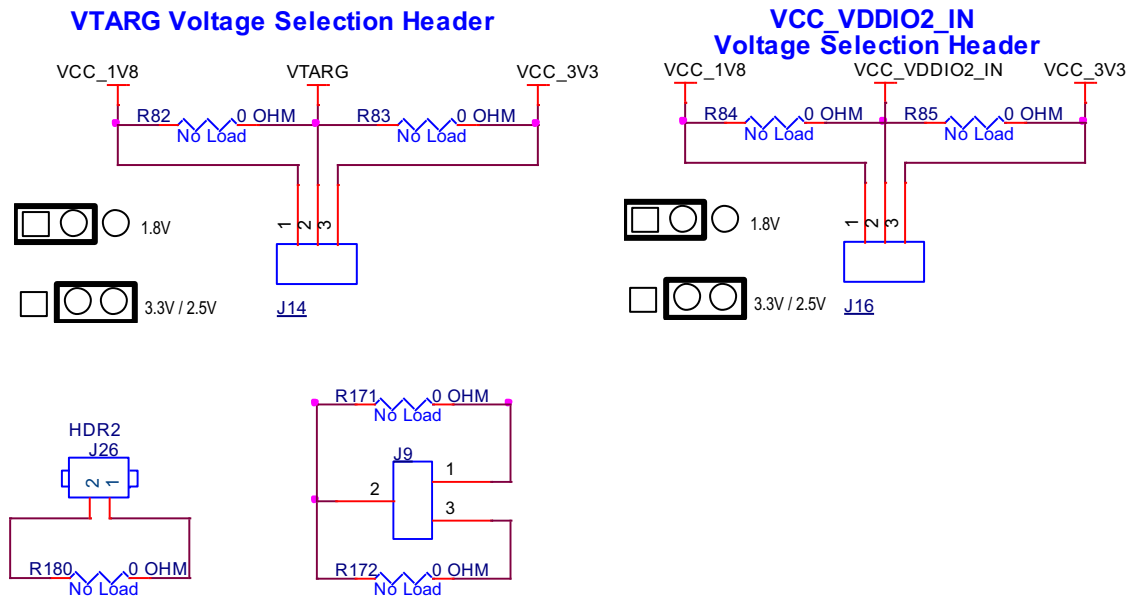 VTARG Voltage Selection Header
VCC_1V8
VTARG
VCC_3V3
R82
0 OHM
No Load
R83
0 OHM
No Load
1
2
3
1.8V
3.3V / 2.5V
J14
VCC_VDDIO2_IN
Voltage Selection Header
VCC_1V8
VCC_VDDIO2_IN
VCC_3V3
R84
0 OHM
No Load
R85
0 OHM
No Load
1
2
3
1.8V
3.3V / 2.5V
J16
HDR2
J26
2
1
R180
0 OHM
No Load
R171
0 OHM
No Load
J9
1
2
3
R172
0 OHM
No Load